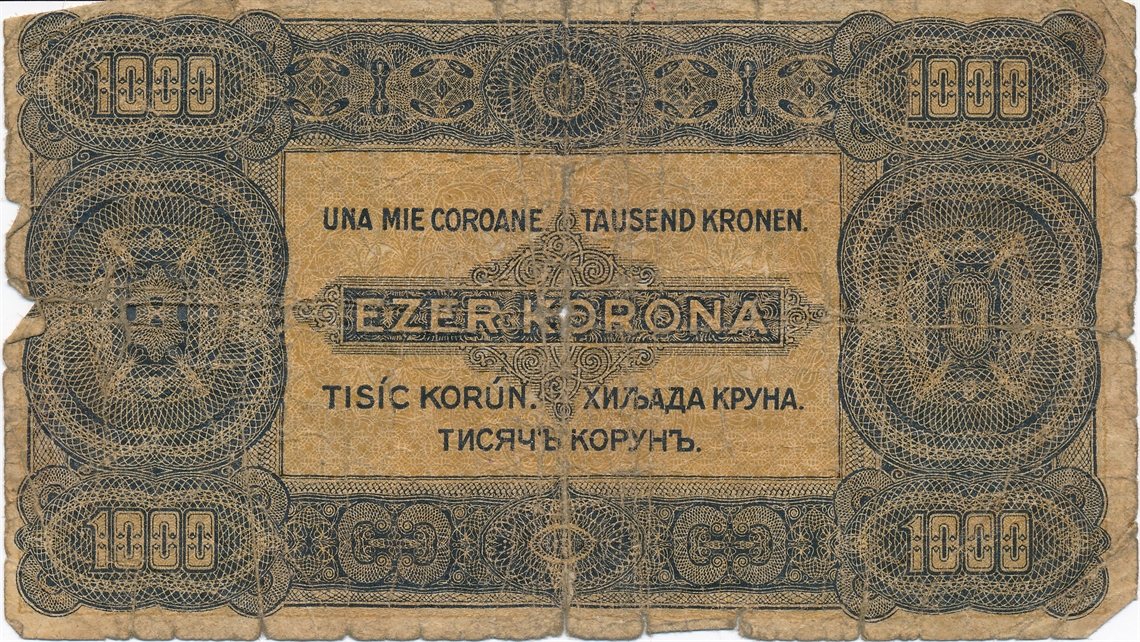 1000 1000
UNA MIE COROANE TAUSEND KRONEN.
EZER KORONA
TISÍC KORÚN. ХИЉАДА КРУНА.
ТИСЯЧЪ КОРУНЪ.
1000 1000